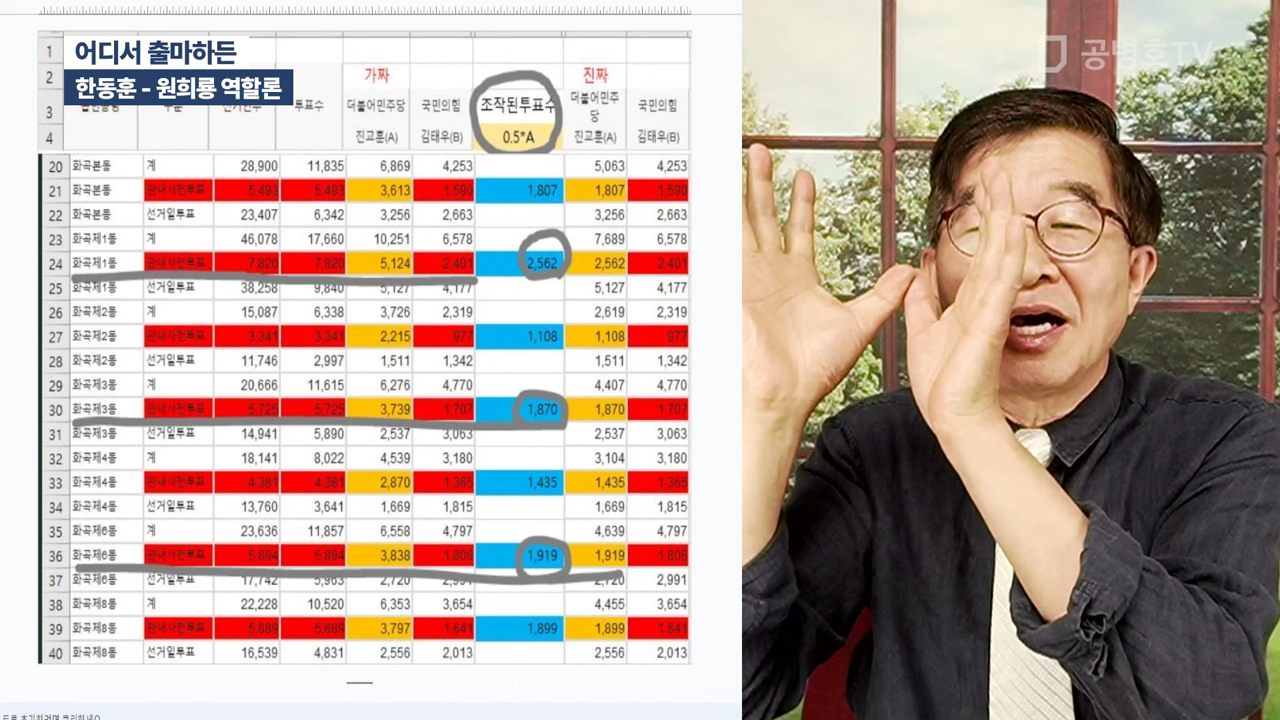 어디서 출마하든
한동훈 - 원희룡 역할론
공병호TV
1
2 가짜 진짜
3 투표수 더불어민주당 국민의힘 조작된투표수 더불어민주당 국민의힘
4 진교훈(A) 김태우(B) 0.5*A 진교훈(A) 김태우(B)
20 화곡본동 계 28,900 11,835 6,869 4,253 5,063 4,253
21 화곡본동 관내사전투표 5,493 5,493 3,613 1,590 1,807 1,807 1,590
22 화곡본동 선거일투표 23,407 6,342 3,256 2,663 3,256 2,663
23 화곡제1동 계 46,078 17,660 10,251 6,578 7,689 6,578
24 화곡제1동 관내사전투표 7,820 7,820 5,124 2,401 2,562 2,562 2,401
25 화곡제1동 선거일투표 38,258 9,840 5,127 4,177 5,127 4,177
26 화곡제2동 계 15,087 6,338 3,726 2,319 2,619 2,319
27 화곡제2동 관내사전투표 3,341 3,341 2,215 977 1,108 1,108 977
28 화곡제2동 선거일투표 11,746 2,997 1,511 1,342 1,511 1,342
29 화곡제3동 계 20,666 11,615 6,276 4,770 4,407 4,770
30 화곡제3동 관내사전투표 5,725 5,725 3,739 1,707 1,870 1,870 1,707
31 화곡제3동 선거일투표 14,941 5,890 2,537 3,063 2,537 3,063
32 화곡제4동 계 18,141 8,022 4,539 3,180 3,104 3,180
33 화곡제4동 관내사전투표 4,381 4,381 2,870 1,365 1,435 1,435 1,365
34 화곡제4동 선거일투표 13,760 3,641 1,669 1,815 1,669 1,815
35 화곡제6동 계 23,636 11,857 6,558 4,797 4,639 4,797
36 화곡제6동 관내사전투표 5,894 5,894 3,838 1,806 1,919 1,919 1,806
37 화곡제6동 선거일투표 17,742 5,963 2,720 2,991 2,720 2,991
38 화곡제8동 계 22,228 10,520 6,353 3,654 4,455 3,654
39 화곡제8동 관내사전투표 5,689 5,689 3,797 1,641 1,899 1,899 1,641
40 화곡제8동 선거일투표 16,539 4,831 2,556 2,013 2,556 2,013